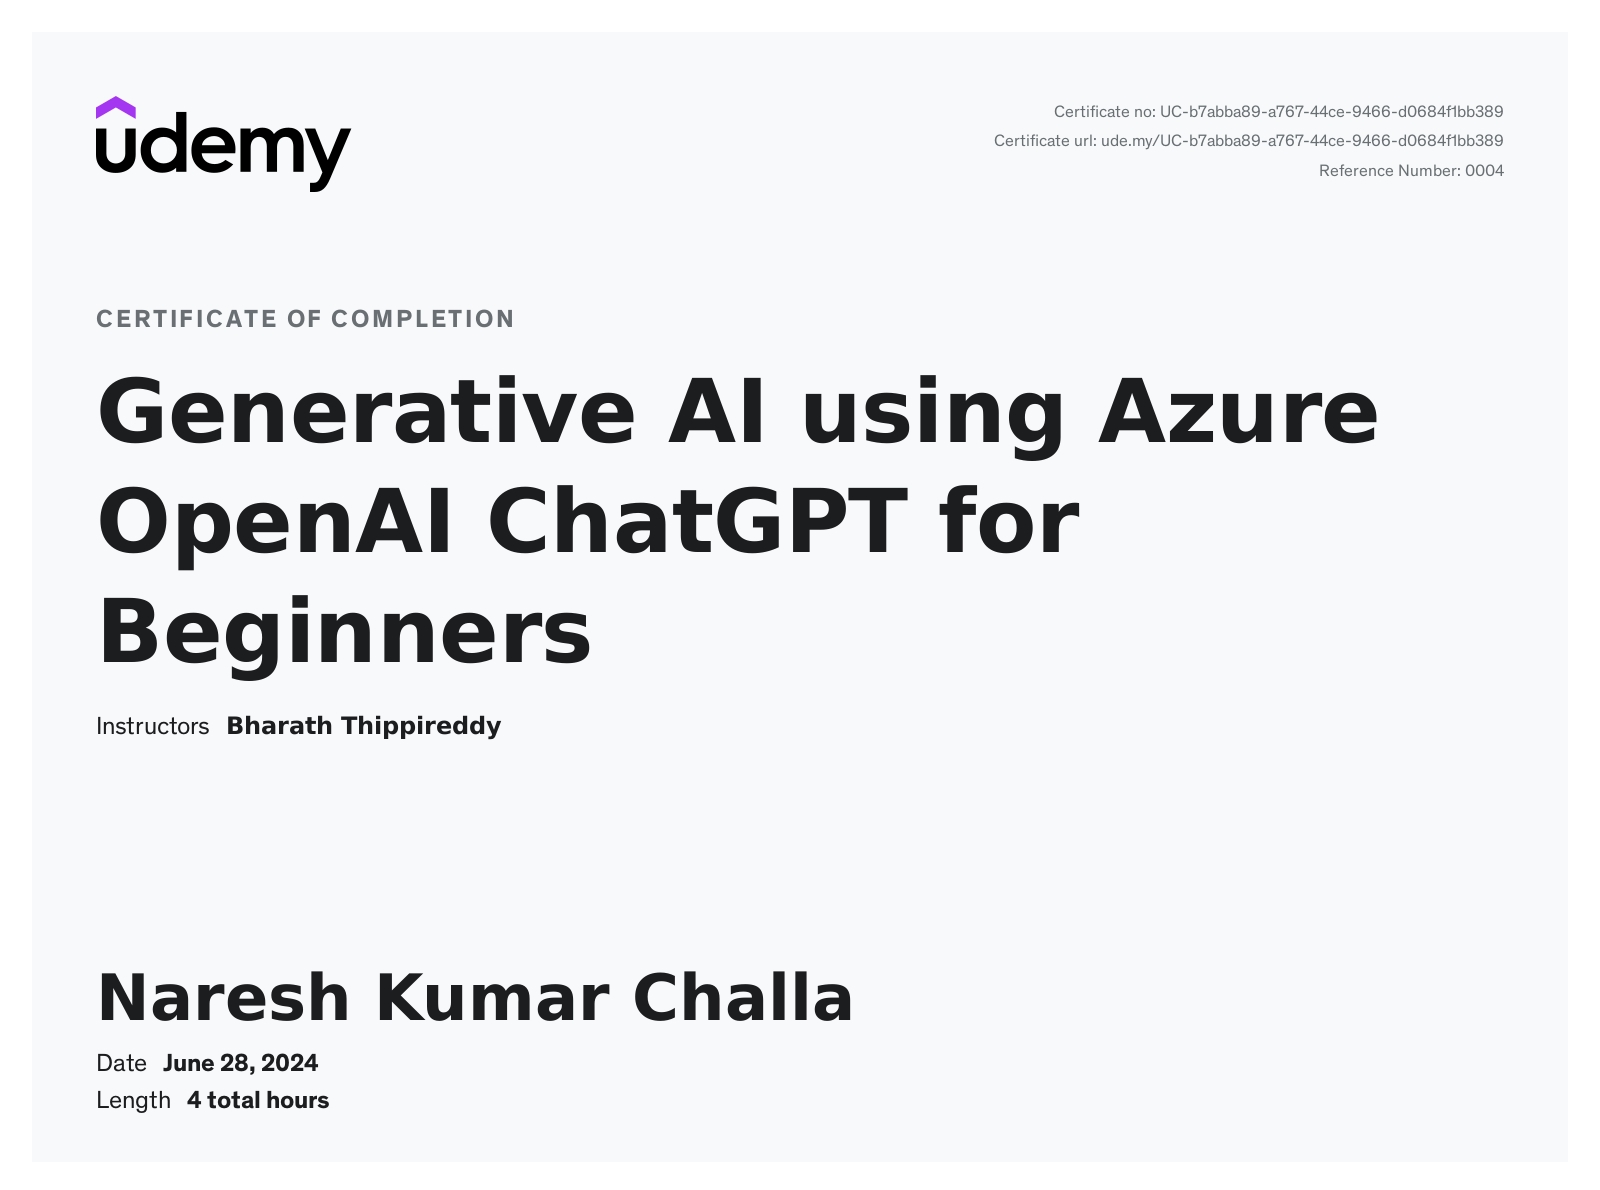 udemy
Certificate no: UC-b7abba89-a767-44ce-9466-d0684f1bb389
Certificate url: ude.my/UC-b7abba89-a767-44ce-9466-d0684f1bb389
Reference Number: 0004
CERTIFICATE OF COMPLETION
Generative AI using Azure
OpenAI ChatGPT for
Beginners
Instructors Bharath Thippireddy
Naresh Kumar Challa
Date June 28, 2024
Length 4 total hours